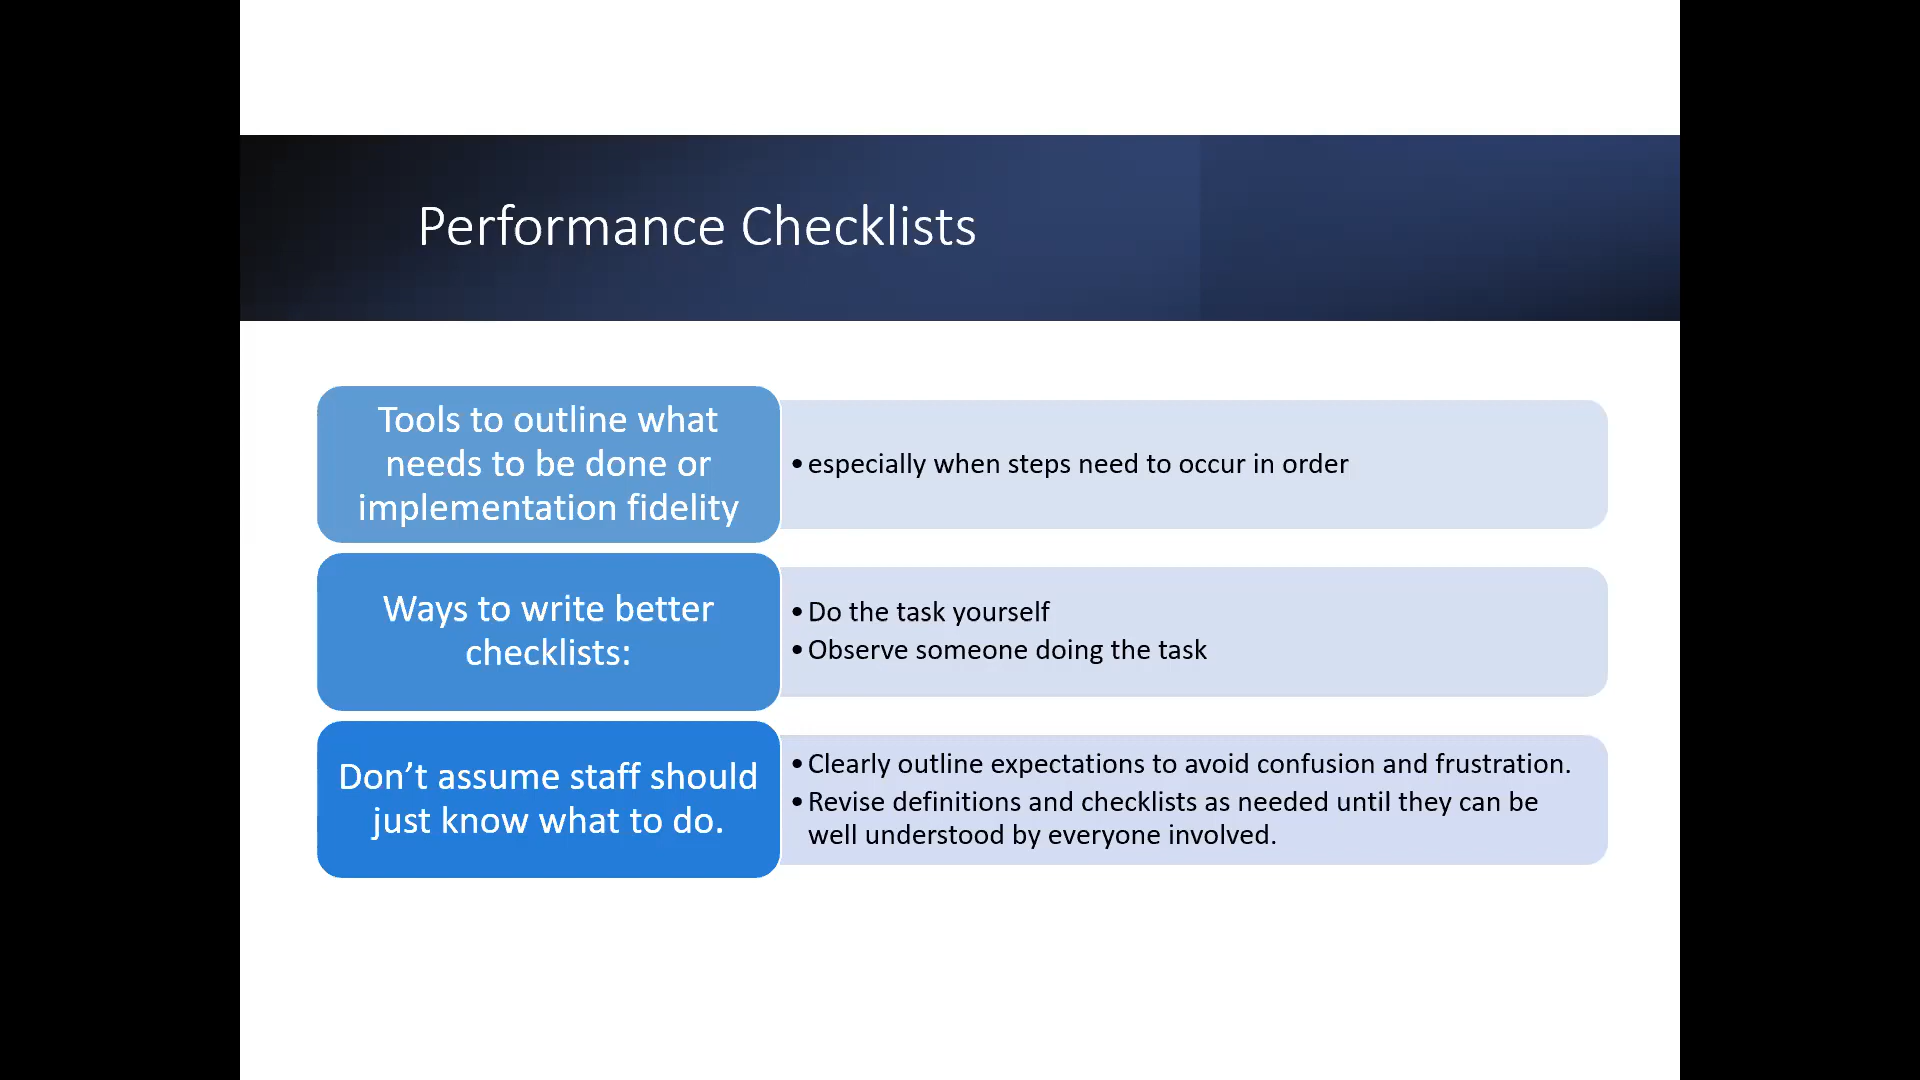 Performance Checklists
Tools to outline what
needs to be done or
implementation fidelity
•especially when steps need to occur in order
Ways to write better
checklists:
•Do the task yourself
•Observe someone doing the task
Don’t assume staff should
just know what to do.
•Clearly outline expectations to avoid confusion and frustration.
•Revise definitions and checklists as needed until they can be
well understood by everyone involved.